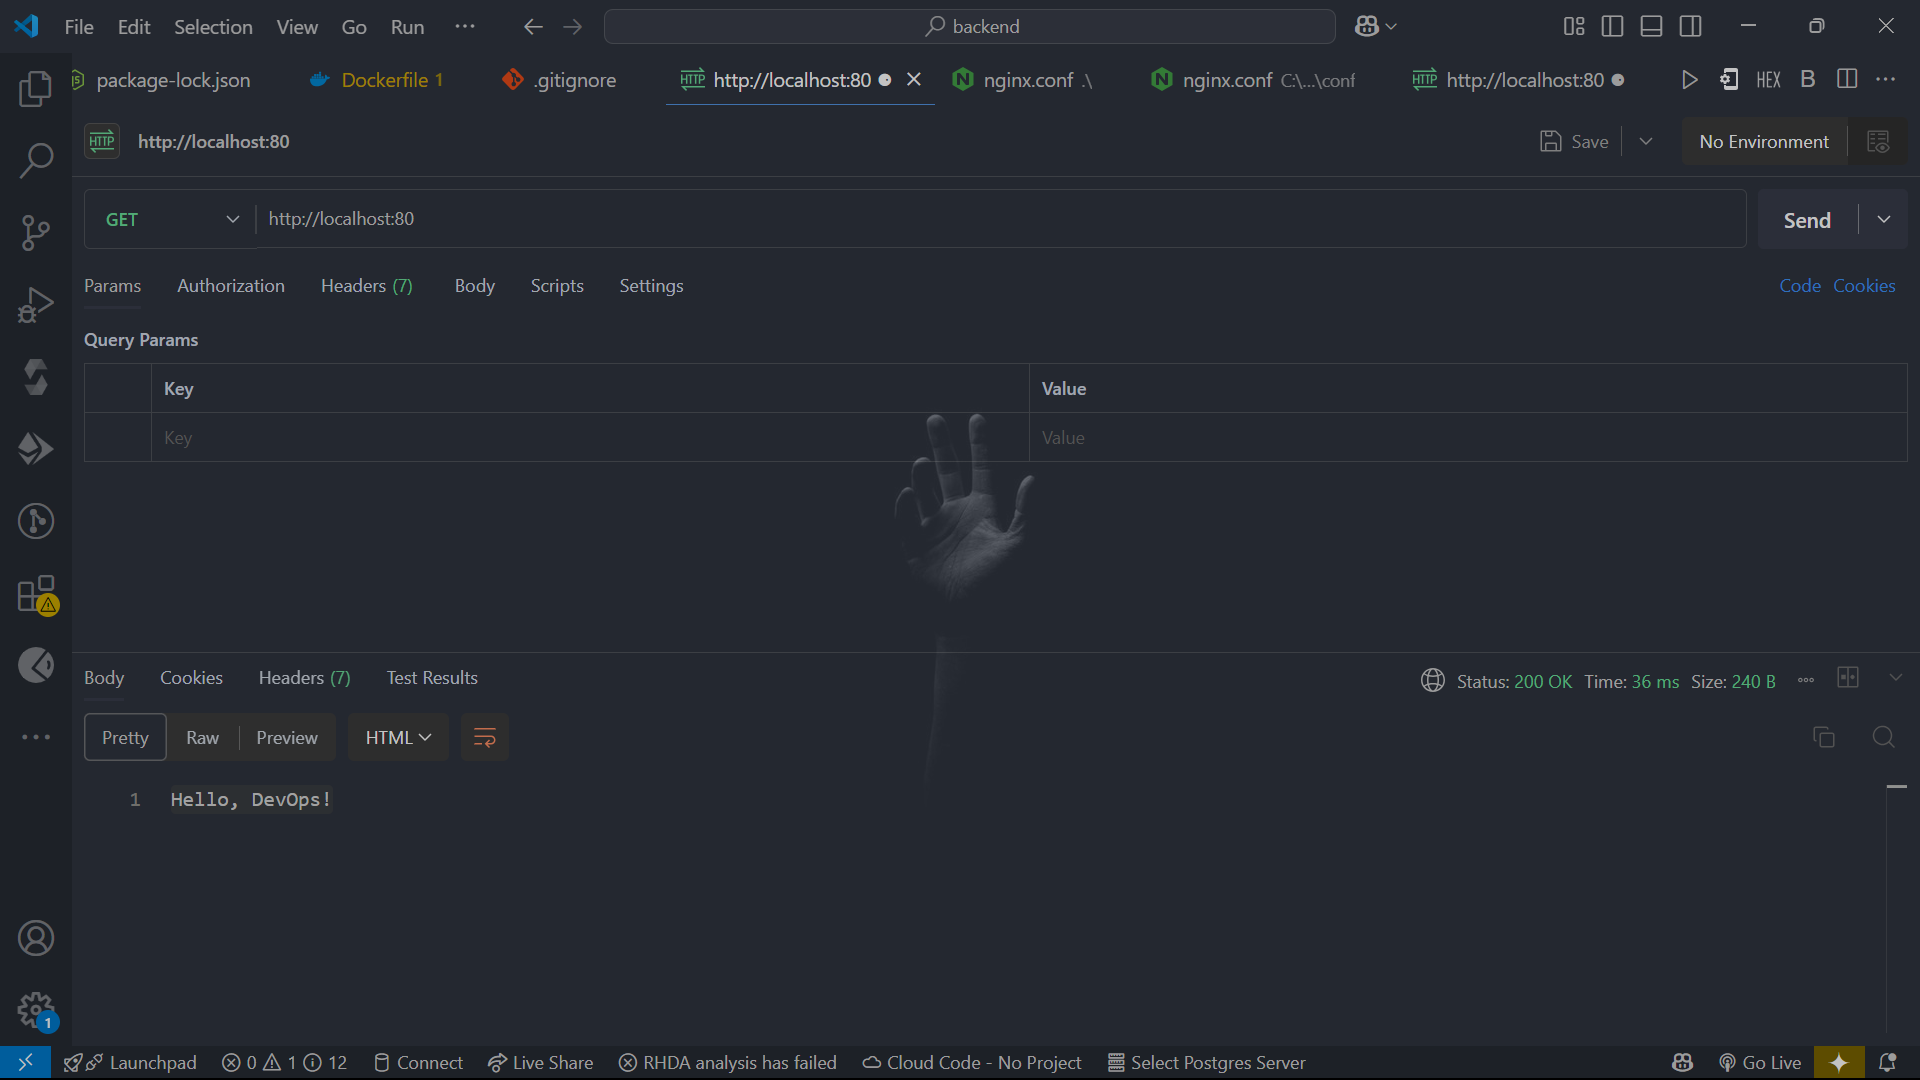 File Edit Selection View Go Run ··· backend
package-lock.json Dockerfile 1 .gitignore http://localhost:80 nginx.conf .\ nginx.conf C:\...\conf http://localhost:80 HEX B ···
HTTP http://localhost:80 Save No Environment
GET http://localhost:80 Send
Params Authorization Headers (7) Body Scripts Settings Code Cookies
Query Params
Key Value
Key Value
Body Cookies Headers (7) Test Results Status: 200 OK Time: 36 ms Size: 240 B
Pretty Raw Preview HTML
1 Hello, DevOps!
1
Launchpad 0 1 12 Connect Live Share RHDA analysis has failed Cloud Code - No Project Select Postgres Server Go Live